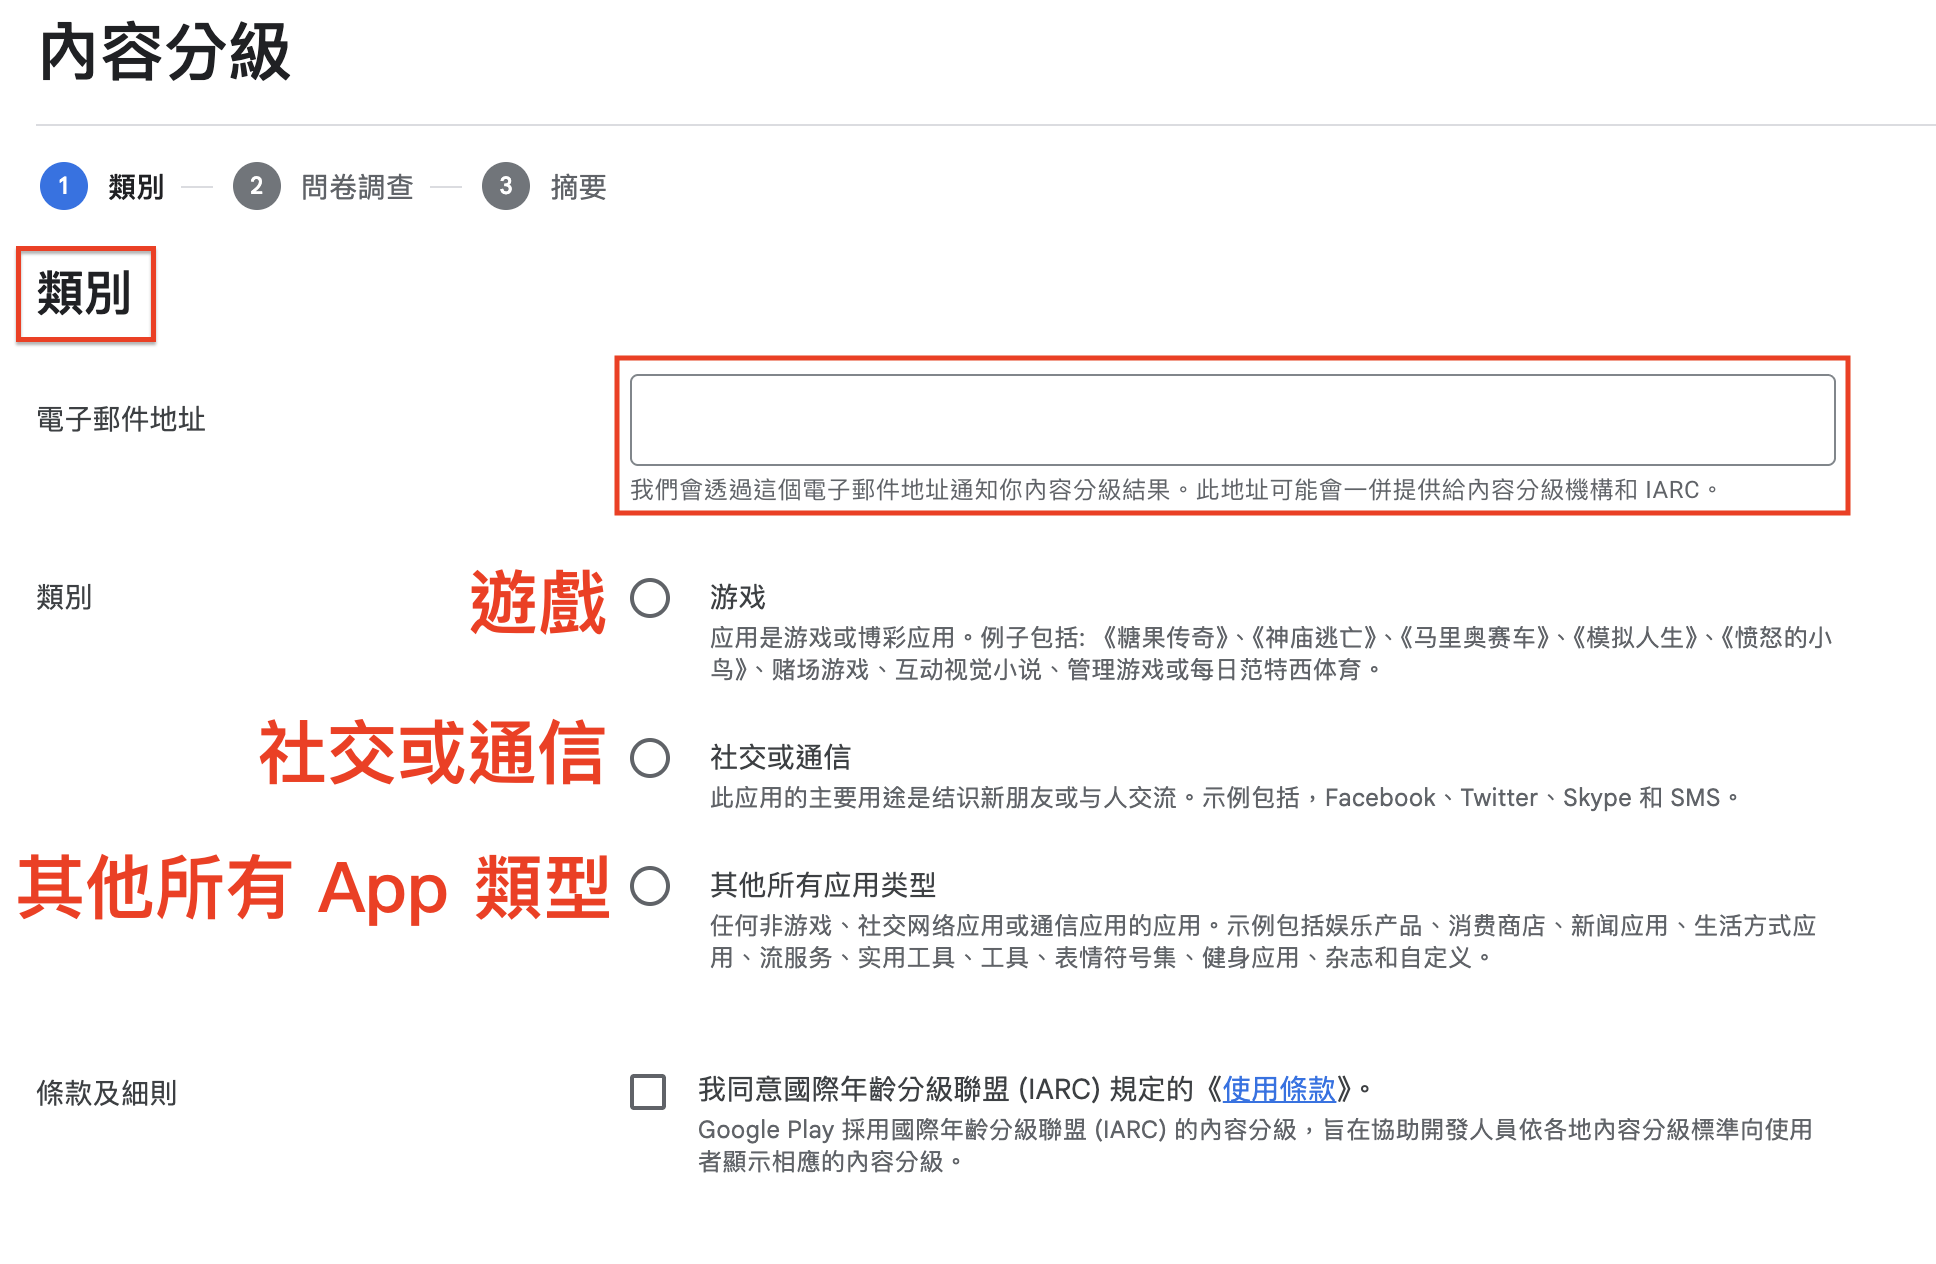 內容分級
1 類別 2 問卷調查 3 摘要
類別
電子郵件地址
我們會透過這個電子郵件地址通知你內容分級結果。此地址可能會一併提供給內容分級機構和 IARC。
類別
遊戲
游戏
应用是游戏或博彩应用。例子包括: 《糖果传奇》、《神庙逃亡》、《马里奥赛车》、《模拟人生》、《愤怒的小
鸟》、赌场游戏、互动视觉小说、管理游戏或每日范特西体育。
社交或通信
社交或通信
此应用的主要用途是结识新朋友或与人交流。示例包括，Facebook、Twitter、Skype 和 SMS。
其他所有 App 類型
其他所有应用类型
任何非游戏、社交网络应用或通信应用的应用。示例包括娱乐产品、消费商店、新闻应用、生活方式应
用、流服务、实用工具、工具、表情符号集、健身应用、杂志和自定义。
條款及細則
我同意國際年齡分級聯盟 (IARC) 規定的《使用條款》。
Google Play 採用國際年齡分級聯盟 (IARC) 的內容分級，旨在協助開發人員依各地內容分級標準向使用
者顯示相應的內容分級。